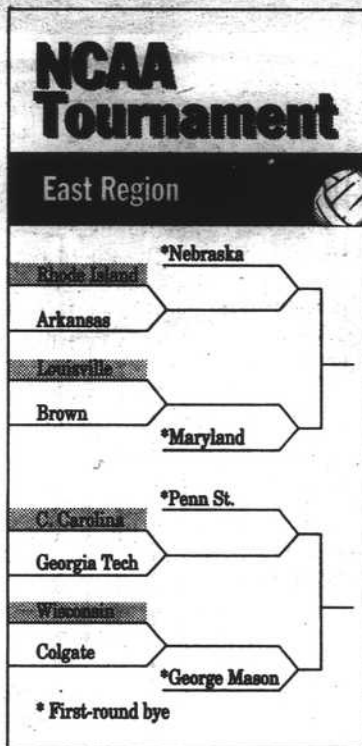 NCAA
Tournament
East Region
*Nebraska
Rhode Island
Arkansas
Louisville
Brown
*Maryland
*Penn St.
C. Carolina
Georgia Tech
Wisconsin
Colgate
*George Mason
* First-round bye